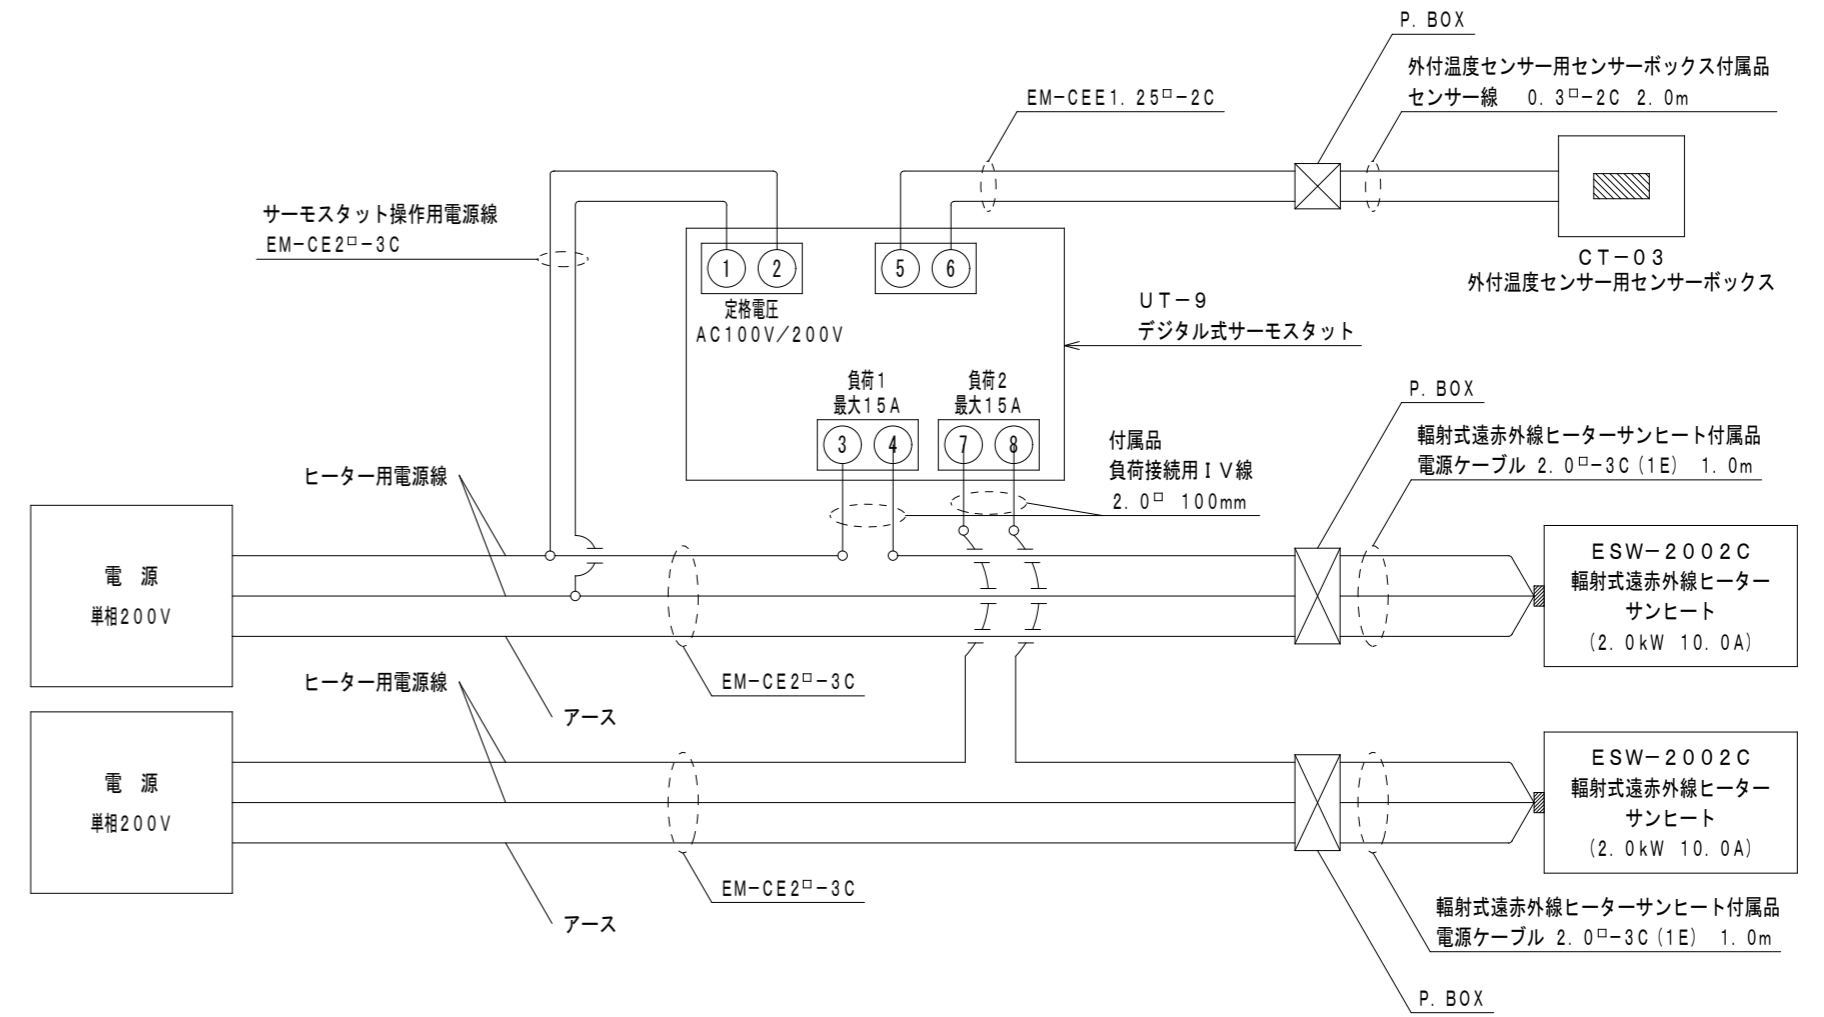 P. BOX
外付温度センサー用センサーボックス付属品
センサー線 0.3□-2C 2.0m
EM-CEE1.25□-2C
サーモスタット操作用電源線
EM-CE2□-3C
1
2
5
6
定格電圧
AC100V/200V
CT-03
外付温度センサー用センサーボックス
UT-9
デジタル式サーモスタット
負荷1
最大15A
負荷2
最大15A
3
4
7
8
付属品
負荷接続用IV線
2.0□ 100mm
P. BOX
輻射式遠赤外線ヒーターサンヒート付属品
電源ケーブル 2.0□-3C(1E) 1.0m
ヒーター用電源線
電 源
単相200V
ESW-2002C
輻射式遠赤外線ヒーター
サンヒート
(2.0kW 10.0A)
EM-CE2□-3C
アース
ヒーター用電源線
電 源
単相200V
ESW-2002C
輻射式遠赤外線ヒーター
サンヒート
(2.0kW 10.0A)
EM-CE2□-3C
アース
輻射式遠赤外線ヒーターサンヒート付属品
電源ケーブル 2.0□-3C(1E) 1.0m
P. BOX